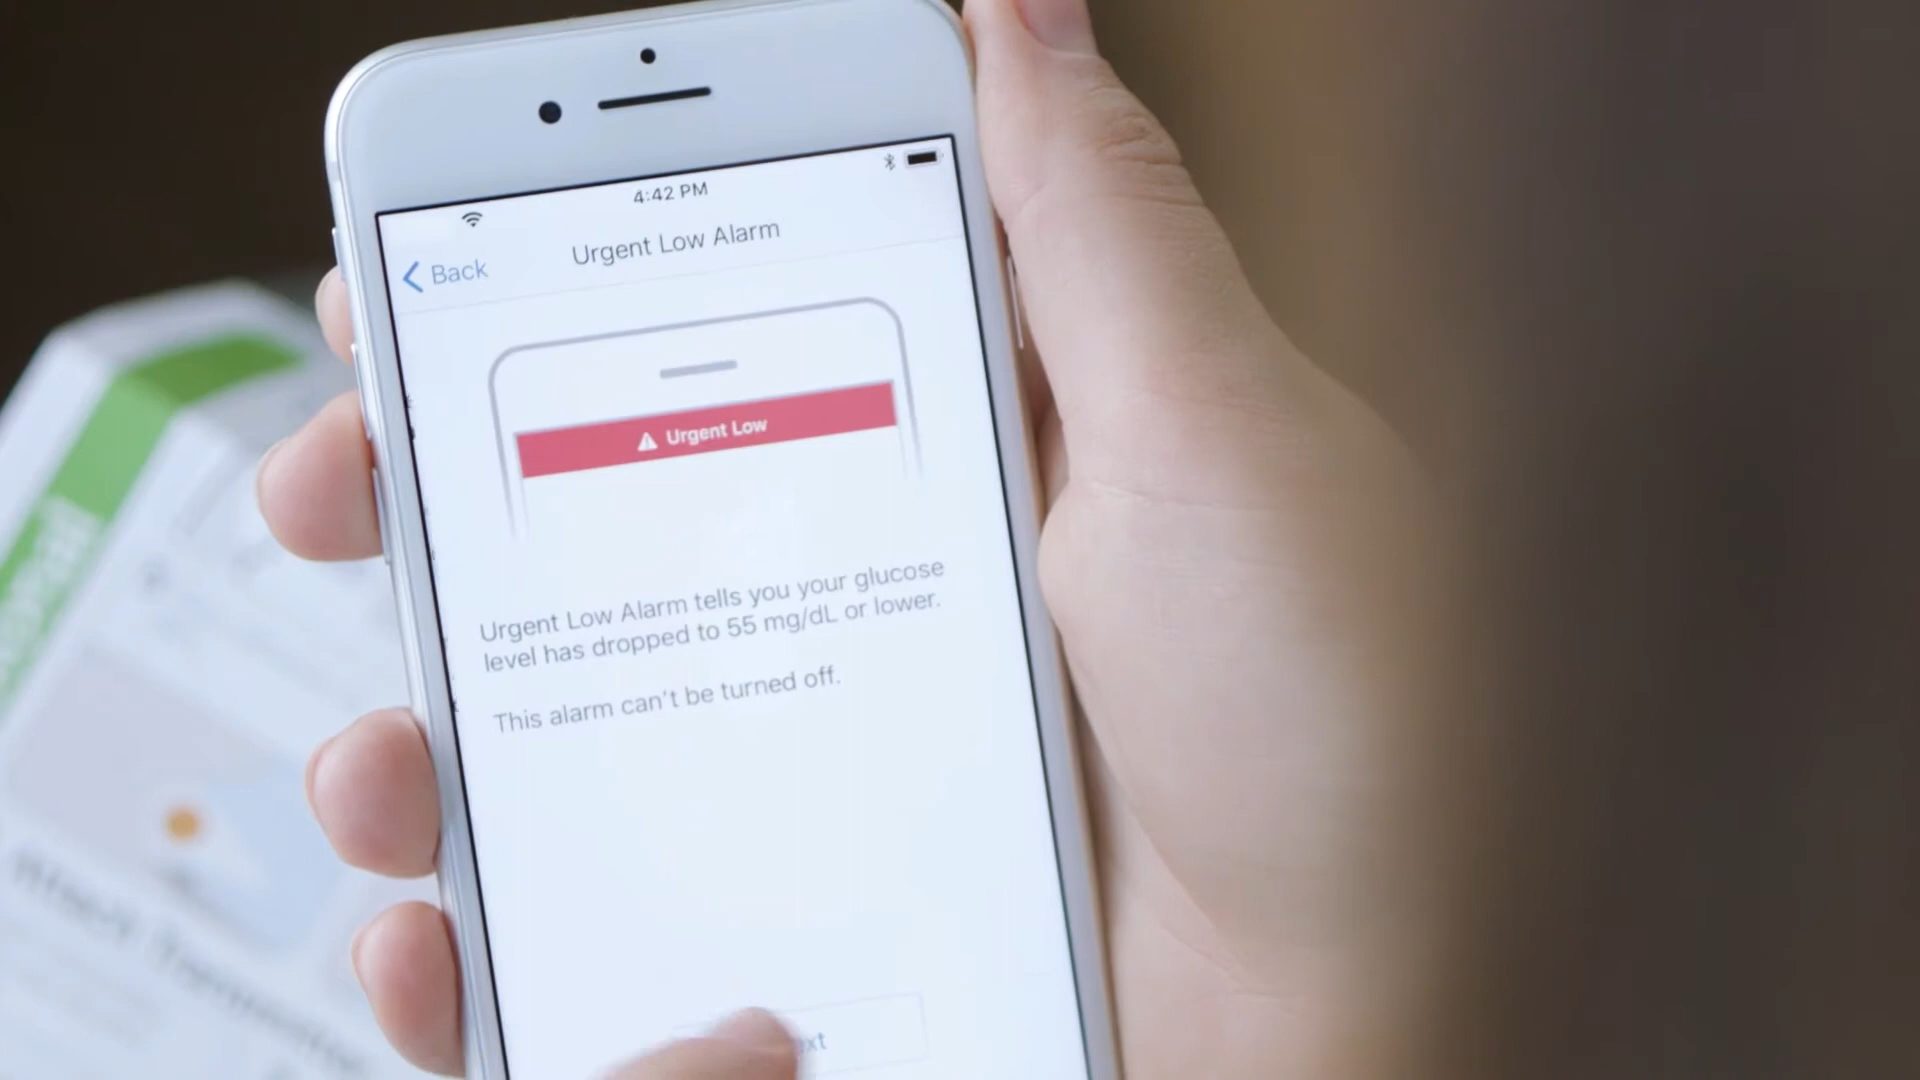 4:42 PM
Back
Urgent Low Alarm
Urgent Low
Urgent Low Alarm tells you your glucose
level has dropped to 55 mg/dL or lower.
This alarm can't be turned off.